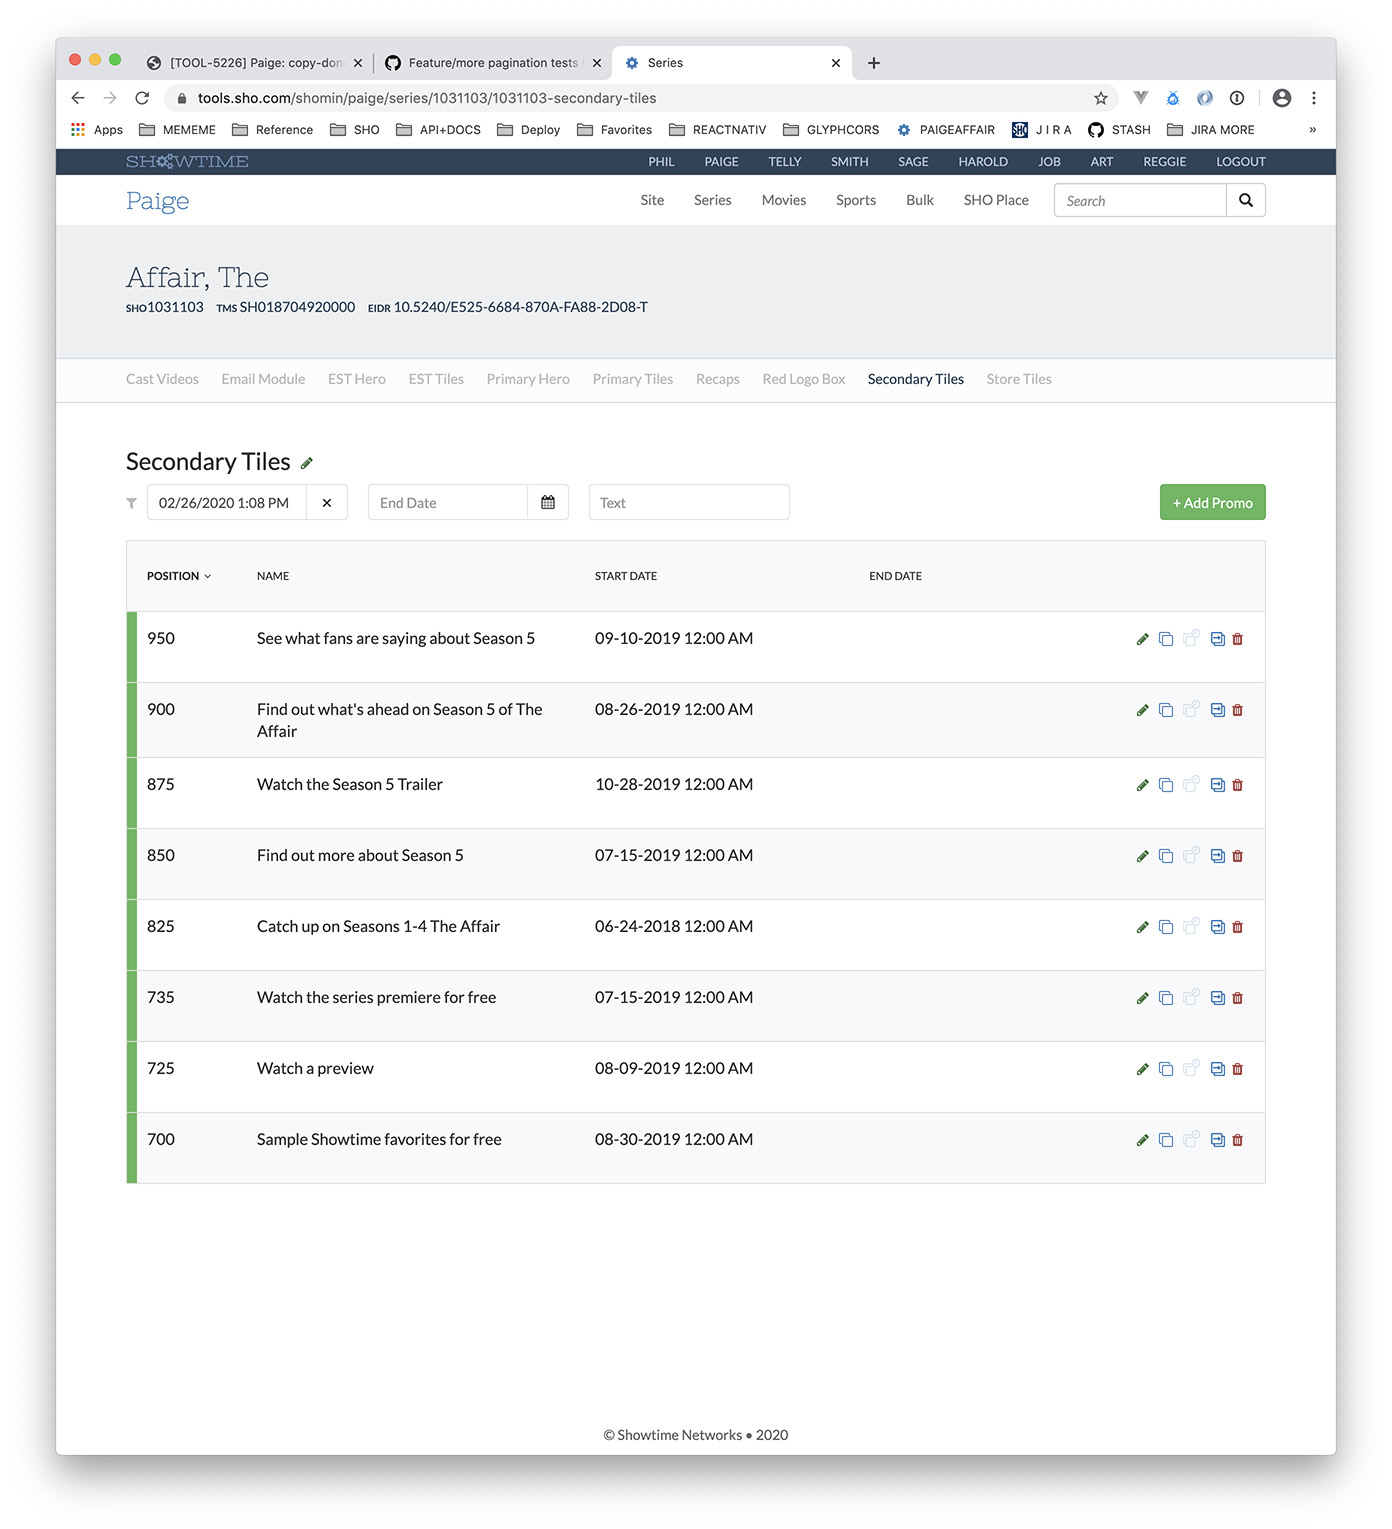 [TOOL-5226] Paige: copy-don
Feature/more pagination tests
Series
tools.sho.com/shomin/paige/series/1031103/1031103-secondary-tiles
Apps MEMEME Reference SHO API+DOCS Deploy Favorites REACTNATIV GLYPHCORS PAIGEAFFAIR SHO J I R A STASH JIRA MORE »
SHOWTIME PHIL PAIGE TELLY SMITH SAGE HAROLD JOB ART REGGIE LOGOUT
Paige Site Series Movies Sports Bulk SHO Place Search
Affair, The
SHO1031103 TMS SH018704920000 EIDR 10.5240/E525-6684-870A-FA88-2D08-T
Cast Videos Email Module EST Hero EST Tiles Primary Hero Primary Tiles Recaps Red Logo Box Secondary Tiles Store Tiles
Secondary Tiles
02/26/2020 1:08 PM End Date Text + Add Promo
POSITION NAME START DATE END DATE
950 See what fans are saying about Season 5 09-10-2019 12:00 AM
900 Find out what's ahead on Season 5 of The 08-26-2019 12:00 AM
Affair
875 Watch the Season 5 Trailer 10-28-2019 12:00 AM
850 Find out more about Season 5 07-15-2019 12:00 AM
825 Catch up on Seasons 1-4 The Affair 06-24-2018 12:00 AM
735 Watch the series premiere for free 07-15-2019 12:00 AM
725 Watch a preview 08-09-2019 12:00 AM
700 Sample Showtime favorites for free 08-30-2019 12:00 AM
© Showtime Networks • 2020